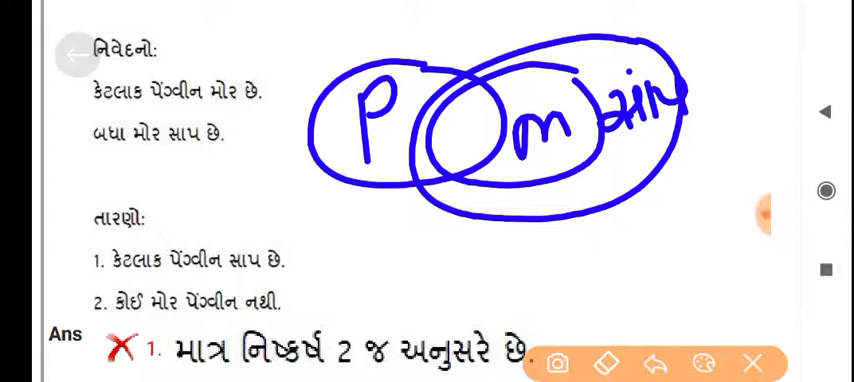 નિવેદનો:
કેટલાક પેંગ્વીન મોર છે.
બધા મોર સાપ છે.
P
m
સાંપ
તારણો:
1. કેટલાક પેંગ્વીન સાપ છે.
2. કોઈ મોર પેંગ્વીન નથી.
Ans
1. માત્ર નિષ્કર્ષ 2 જ અનુસરે છે.